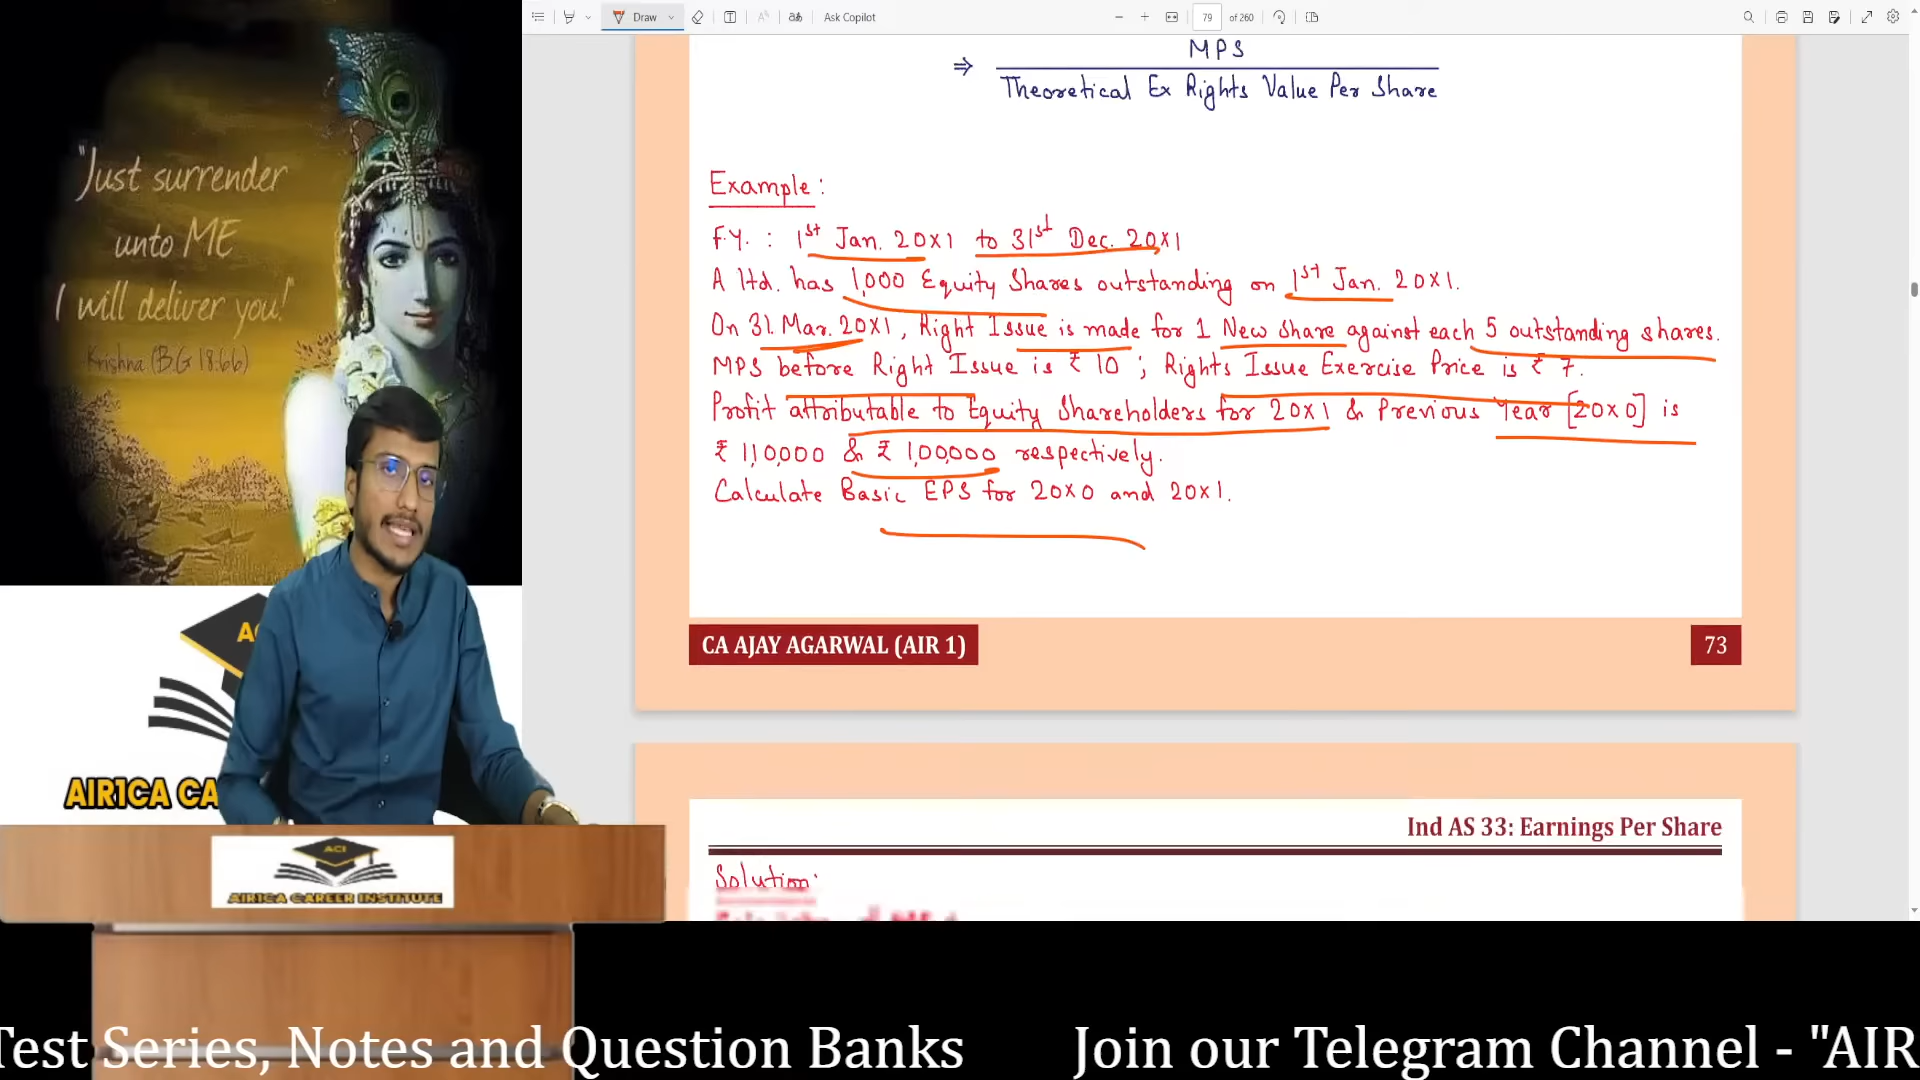 "Just surrender
unto ME
I will deliver you!"
Krishna (B.G 18.66)
AIR1CA CA
ACI
AIR1CA CAREER INSTITUTE
Draw
Ask Copilot
79 of 260
⇒ MPS
Theoretical Ex Rights Value Per Share
Example:
F.Y. : 1st Jan. 20X1 to 31st Dec. 20X1
A ltd. has 1,000 Equity Shares outstanding on 1st Jan. 20X1.
On 31. Mar. 20X1, Right Issue is made for 1 New Share against each 5 outstanding shares.
MPS before Right Issue is ₹ 10 ; Rights Issue Exercise Price is ₹ 7.
Profit attributable to Equity Shareholders for 20X1 & Previous Year [20X0] is
₹ 1,10,000 & ₹ 1,00,000 respectively.
Calculate Basic EPS for 20X0 and 20X1.
CA AJAY AGARWAL (AIR 1)
73
Ind AS 33: Earnings Per Share
Solution:
Test Series, Notes and Question Banks Join our Telegram Channel - "AIR